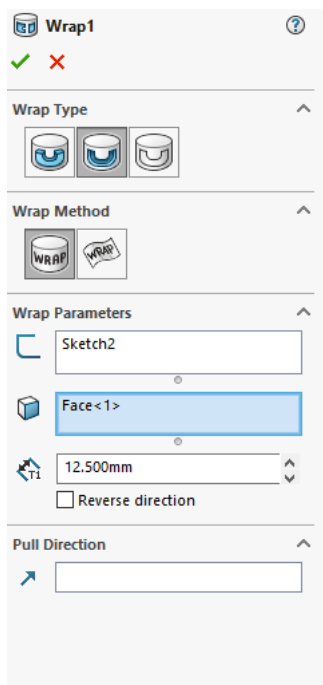 Wrap1
Wrap Type
Wrap Method
WRAP WRAP
Wrap Parameters
Sketch2
Face<1>
T1 12.500mm
Reverse direction
Pull Direction